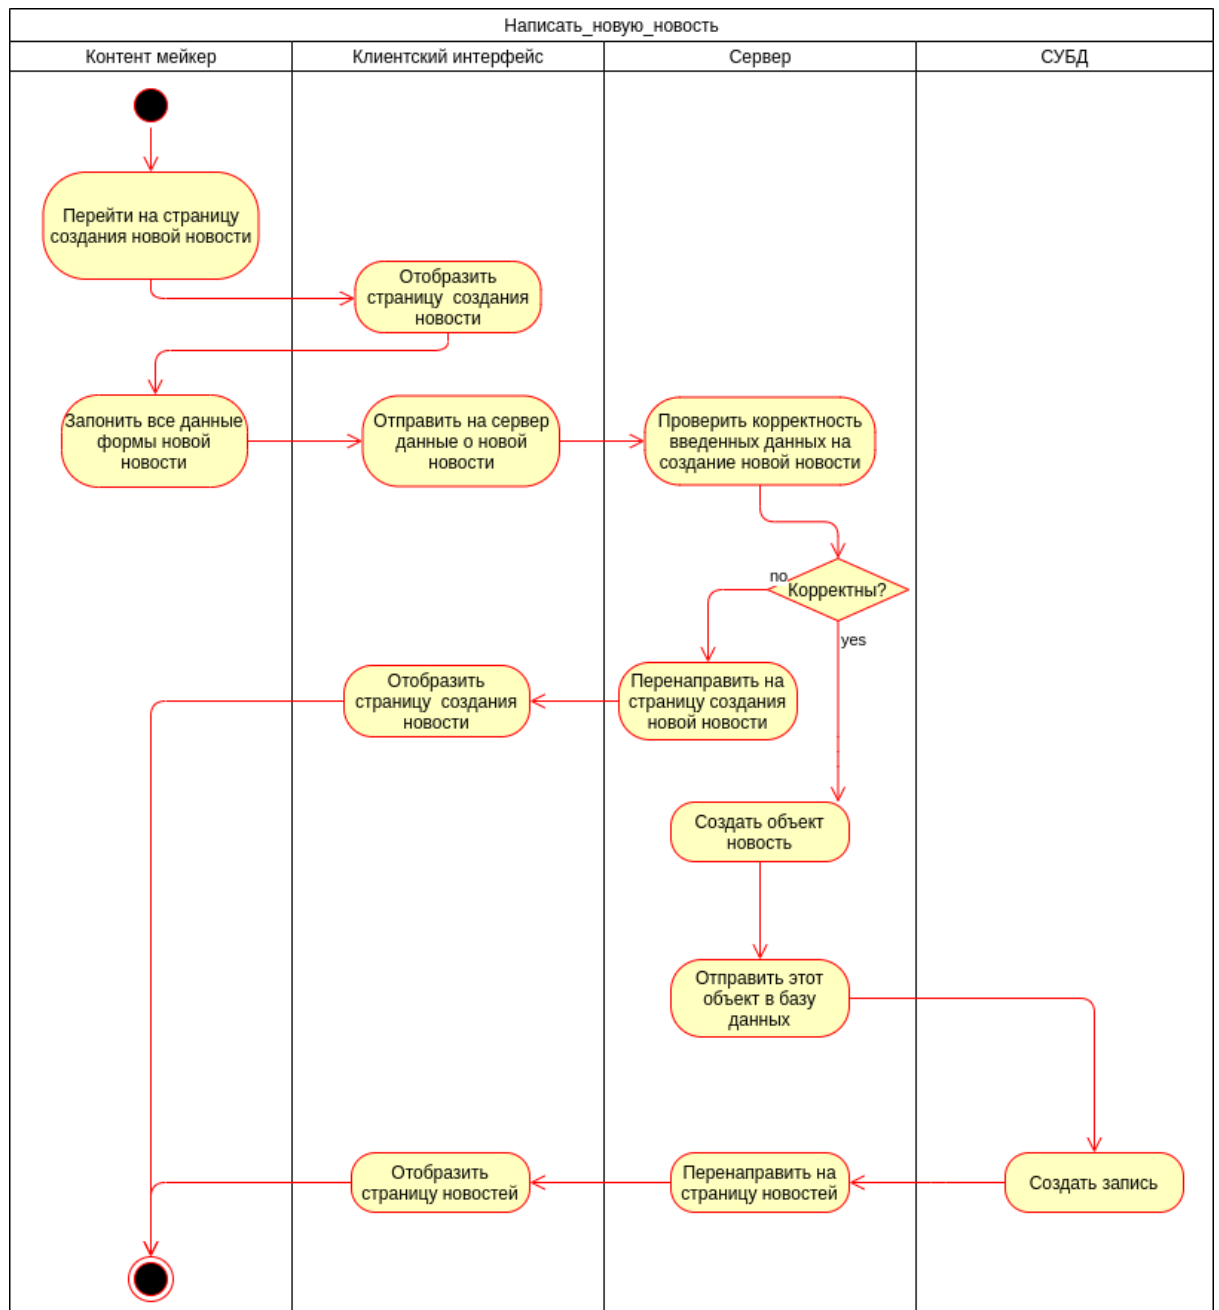 Написать_новую_новость
Контент мейкер
Клиентский интерфейс
Сервер
СУБД
Перейти на страницу
создания новой новости
Отобразить
страницу  создания
новости
Запонить все данные
формы новой
новости
Отправить на сервер
данные о новой
новости
Проверить корректность
введенных данных на
создание новой новости
no
Корректны?
yes
Отобразить
страницу  создания
новости
Перенаправить на
страницу создания
новой новости
Создать объект
новость
Отправить этот
объект в базу
данных
Отобразить
страницу новостей
Перенаправить на
страницу новостей
Создать запись